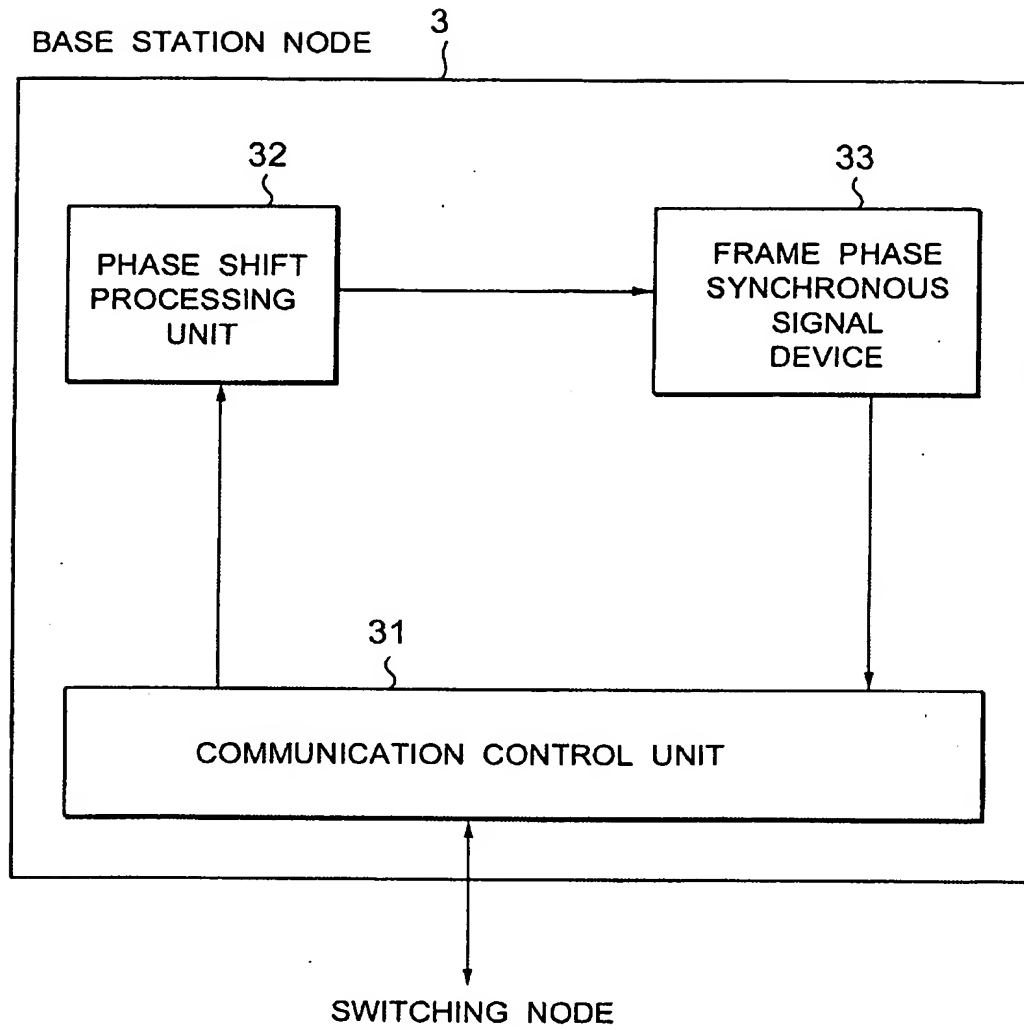 BASE STATION NODE
3
32
33
PHASE SHIFT
PROCESSING
UNIT
FRAME PHASE
SYNCHRONOUS
SIGNAL
DEVICE
31
COMMUNICATION CONTROL UNIT
SWITCHING NODE